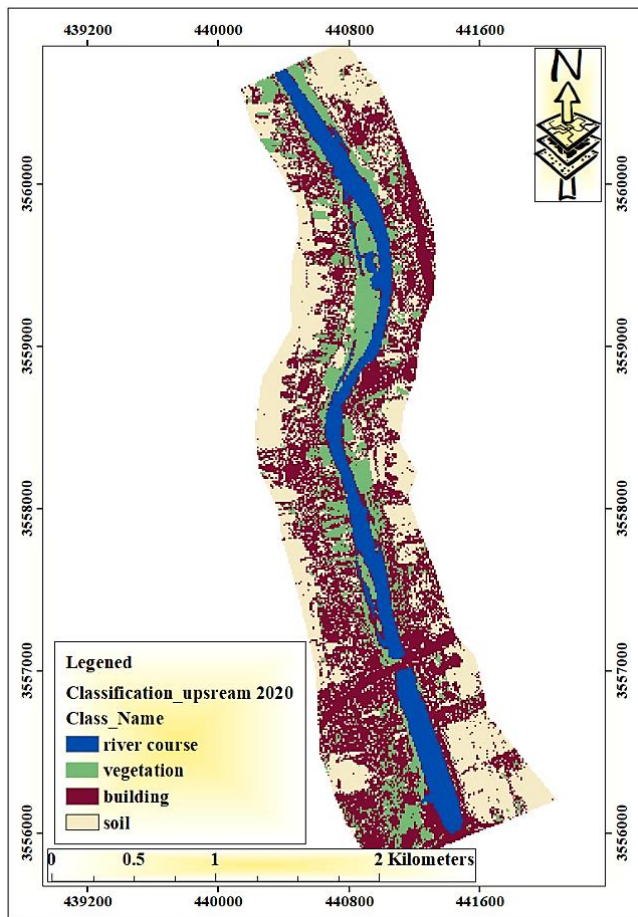 439200 440000 440800 441600
N
3560000 3560000
3559000 3559000
3558000 3558000
3557000 3557000
3556000 3556000
Legened
Classification_upsream 2020
Class_Name
river course
vegetation
building
soil
0 0.5 1 2 Kilometers
439200 440000 440800 441600